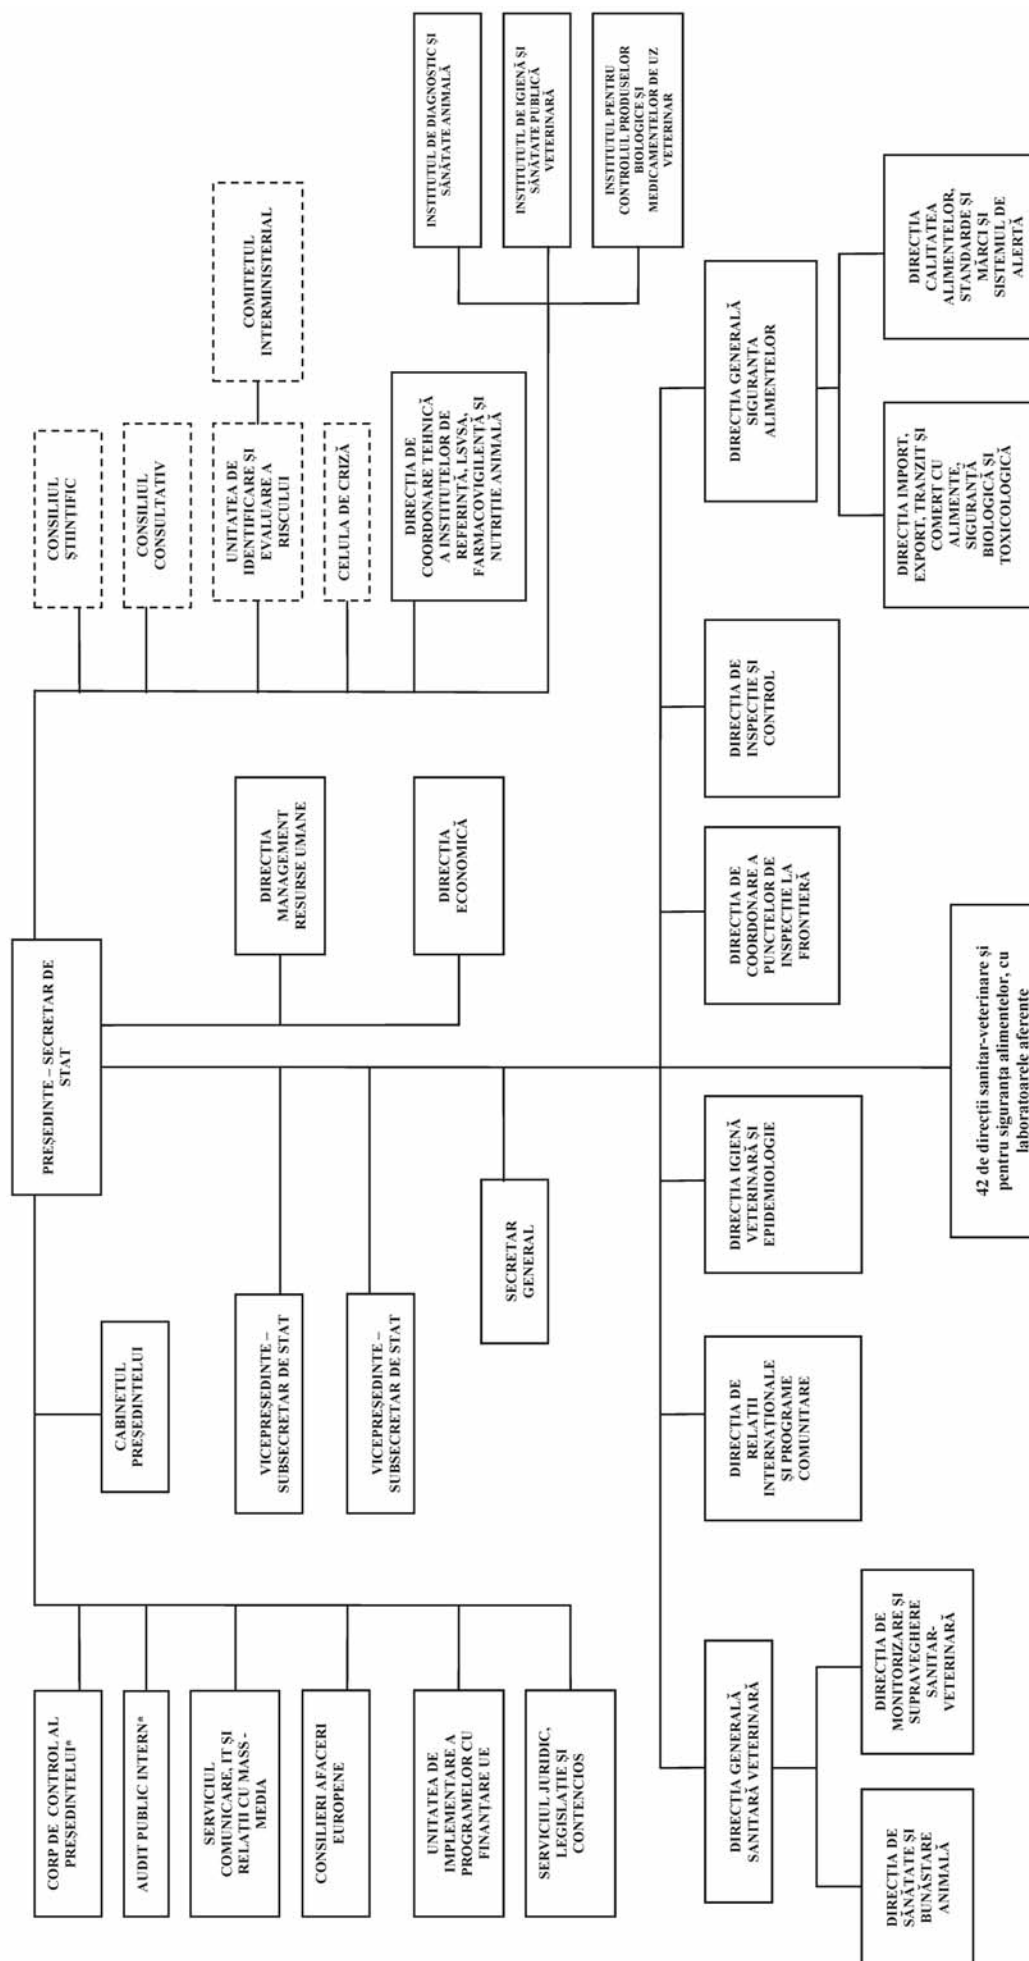 PREȘEDINTE – SECRETAR DE
STAT
CABINETUL
PREȘEDINTELUI
CORP DE CONTROL AL
PREȘEDINTELUI*
AUDIT PUBLIC INTERN*
SERVICIUL
COMUNICARE, IT ȘI
RELAȚII CU MASS -
MEDIA
CONSILIERI AFACERI
EUROPENE
UNITATEA DE
IMPLEMENTARE A
PROGRAMELOR CU
FINANȚARE UE
SERVICIUL JURIDIC,
LEGISLAȚIE ȘI
CONTENCIOS
VICEPREȘEDINTE –
SUBSECRETAR DE STAT
VICEPREȘEDINTE –
SUBSECRETAR DE STAT
SECRETAR
GENERAL
DIRECȚIA
MANAGEMENT
RESURSE UMANE
DIRECȚIA
ECONOMICĂ
CONSILIUL
ȘTIINȚIFIC
CONSILIUL
CONSULTATIV
UNITATEA DE
IDENTIFICARE ȘI
EVALUARE A
RISCULUI
COMITETUL
INTERMINISTERIAL
CELULA DE CRIZĂ
DIRECȚIA DE
COORDONARE TEHNICĂ
A INSTITUTELOR DE
REFERINȚĂ, LSVSA,
FARMACOVIGILENȚĂ ȘI
NUTRIȚIE ANIMALĂ
INSTITUTUL DE DIAGNOSTIC ȘI
SĂNĂTATE ANIMALĂ
INSTITUTUTL DE IGIENĂ ȘI
SĂNĂTATE PUBLICĂ
VETERINARĂ
INSTITUTUL PENTRU
CONTROLUL PRODUSELOR
BIOLOGICE ȘI
MEDICAMENTELOR DE UZ
VETERINAR
DIRECȚIA GENERALĂ
SANITARĂ VETERINARĂ
DIRECȚIA DE
RELAȚII
INTERNAȚIONALE
ȘI PROGRAME
COMUNITARE
DIRECȚIA IGIENĂ
VETERINARĂ ȘI
EPIDEMIOLOGIE
DIRECȚIA DE
COORDONARE A
PUNCTELOR DE
INSPECȚIE LA
FRONTIERĂ
DIRECȚIA DE
INSPECȚIE ȘI
CONTROL
DIRECȚIA GENERALĂ
SIGURANȚA
ALIMENTELOR
DIRECȚIA DE
SĂNĂTATE ȘI
BUNĂSTARE
ANIMALĂ
DIRECȚIA DE
MONITORIZARE ȘI
SUPRAVEGHERE
SANITAR-
VETERINARĂ
42 de direcții sanitar-veterinare și
pentru siguranța alimentelor, cu
laboratoarele aferente
DIRECȚIA IMPORT,
EXPORT, TRANZIT ȘI
COMERȚ CU
ALIMENTE,
SIGURANȚĂ
BIOLOGICĂ ȘI
TOXICOLOGICĂ
DIRECȚIA
CALITATEA
ALIMENTELOR,
STANDARDE ȘI
MĂRCI ȘI
SISTEMUL DE
ALERTĂ